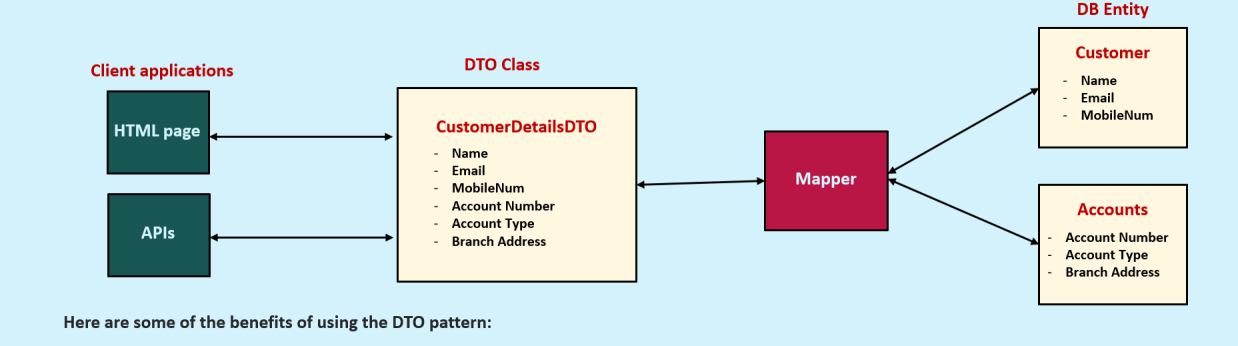 DB Entity
Client applications
HTML page
APIs
DTO Class
CustomerDetailsDTO
- Name
- Email
- MobileNum
- Account Number
- Account Type
- Branch Address
Mapper
Customer
- Name
- Email
- MobileNum
Accounts
- Account Number
- Account Type
- Branch Address
Here are some of the benefits of using the DTO pattern: